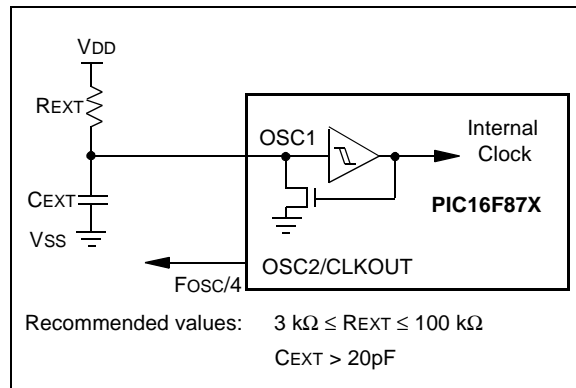 VDD
REXT
OSC1
Internal
Clock
CEXT
PIC16F87X
VSS
OSC2/CLKOUT
FOSC/4
Recommended values: 3 kΩ ≤ REXT ≤ 100 kΩ
CEXT > 20pF